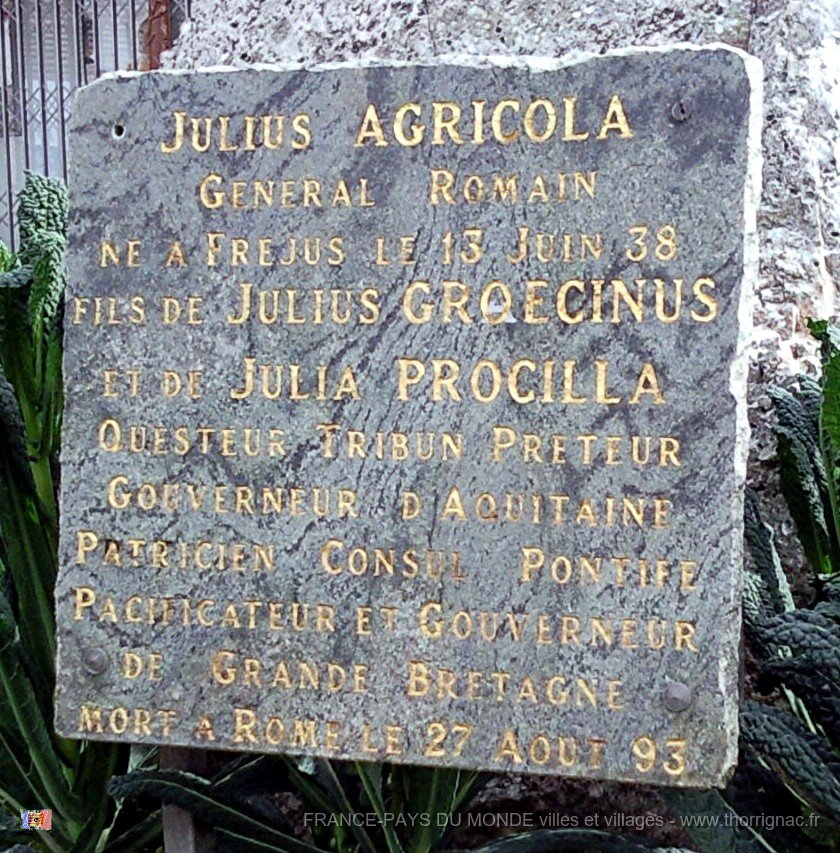 JULIUS AGRICOLA
GENERAL ROMAIN
NE A FREJUS LE 13 JUIN 38
FILS DE JULIUS GROECINUS
ET DE JULIA PROCILLA
QUESTEUR TRIBUN PRETEUR
GOUVERNEUR D AQUITAINE
PATRICIEN CONSUL PONTIFE
PACIFICATEUR ET GOUVERNEUR
DE GRANDE BRETAGNE
MORT A ROME LE 27 AOUT 93
FRANCE-PAYS DU MONDE villes et villages - www.thorrignac.fr